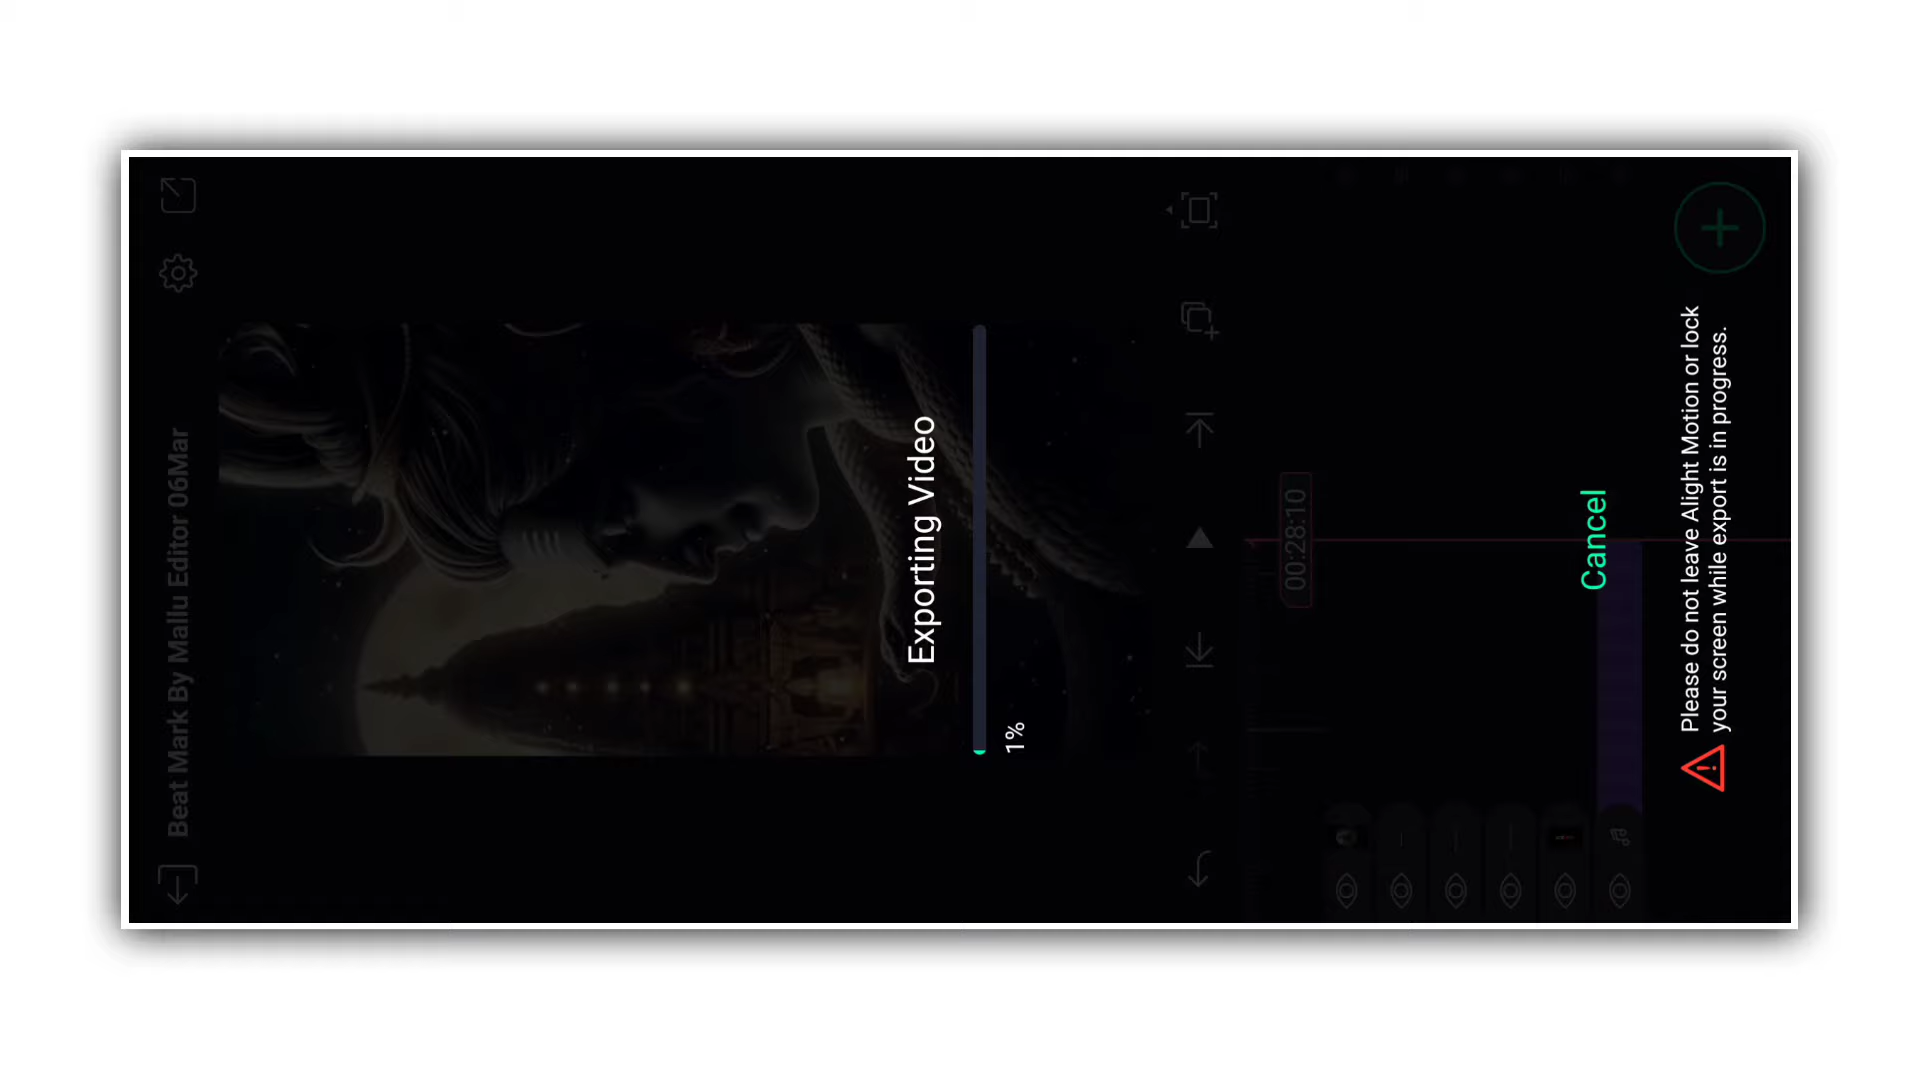 Beat Mark By Mallu Editor 06Mar
Exporting Video
1%
00:28:10
Cancel
Please do not leave Alight Motion or lock
your screen while export is in progress.